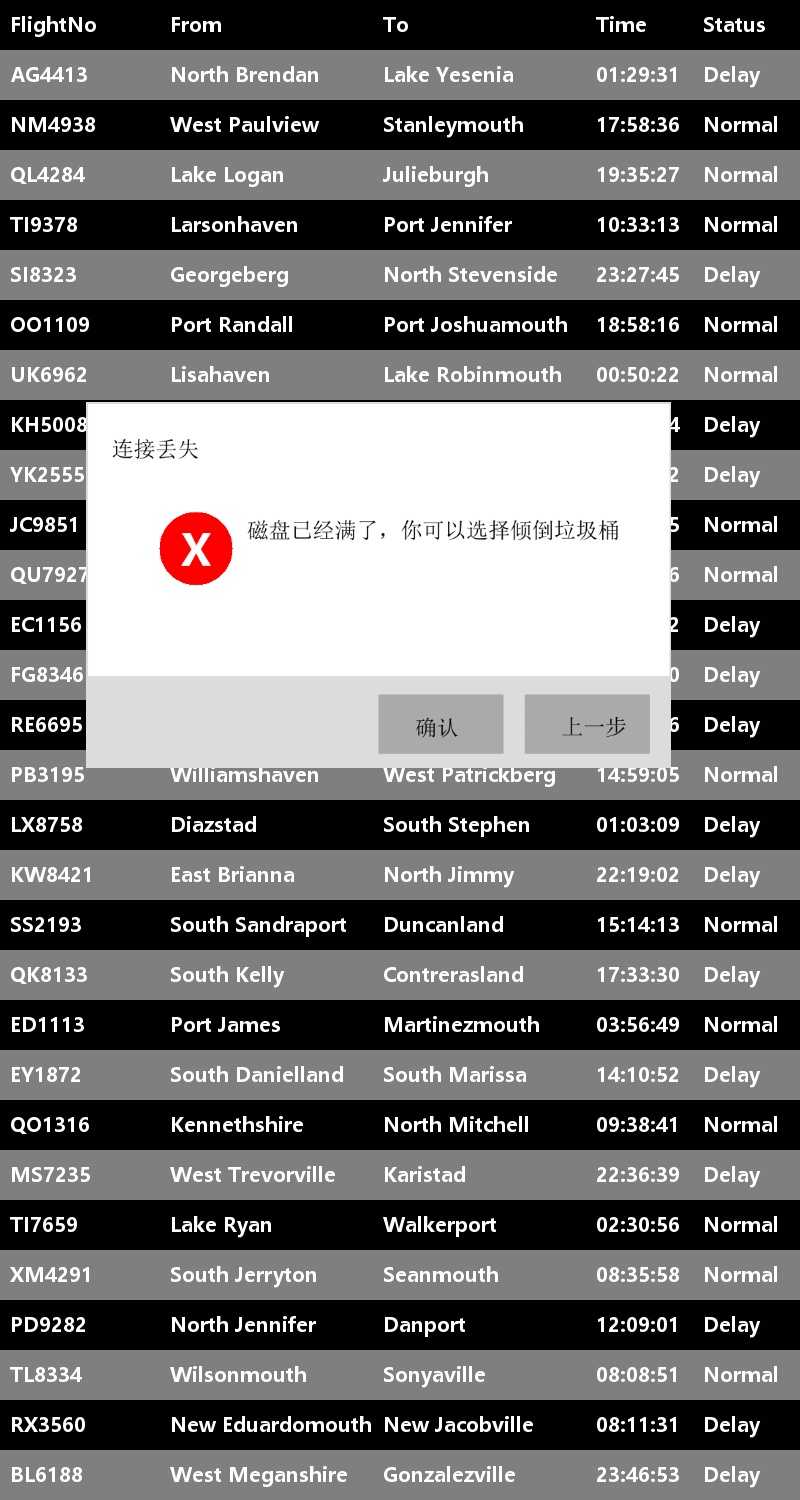 FlightNo From To Time Status
AG4413 North Brendan Lake Yesenia 01:29:31 Delay
NM4938 West Paulview Stanleymouth 17:58:36 Normal
QL4284 Lake Logan Julieburgh 19:35:27 Normal
TI9378 Larsonhaven Port Jennifer 10:33:13 Normal
SI8323 Georgeberg North Stevenside 23:27:45 Delay
OO1109 Port Randall Port Joshuamouth 18:58:16 Normal
UK6962 Lisahaven Lake Robinmouth 00:50:22 Normal
KH5008 4 Delay
连接丢失
YK2555 2 Delay
JC9851 5 Normal
磁盘已经满了，你可以选择倾倒垃圾桶
X
QU7927 6 Normal
EC1156 2 Delay
FG8346 0 Delay
RE6695 6 Delay
确认 上一步
PB3195 Williamshaven West Patrickberg 14:59:05 Normal
LX8758 Diazstad South Stephen 01:03:09 Delay
KW8421 East Brianna North Jimmy 22:19:02 Delay
SS2193 South Sandraport Duncanland 15:14:13 Normal
QK8133 South Kelly Contrerasland 17:33:30 Delay
ED1113 Port James Martinezmouth 03:56:49 Normal
EY1872 South Danielland South Marissa 14:10:52 Delay
QO1316 Kennethshire North Mitchell 09:38:41 Normal
MS7235 West Trevorville Karistad 22:36:39 Delay
TI7659 Lake Ryan Walkerport 02:30:56 Normal
XM4291 South Jerryton Seanmouth 08:35:58 Normal
PD9282 North Jennifer Danport 12:09:01 Delay
TL8334 Wilsonmouth Sonyaville 08:08:51 Normal
RX3560 New Eduardomouth New Jacobville 08:11:31 Delay
BL6188 West Meganshire Gonzalezville 23:46:53 Delay